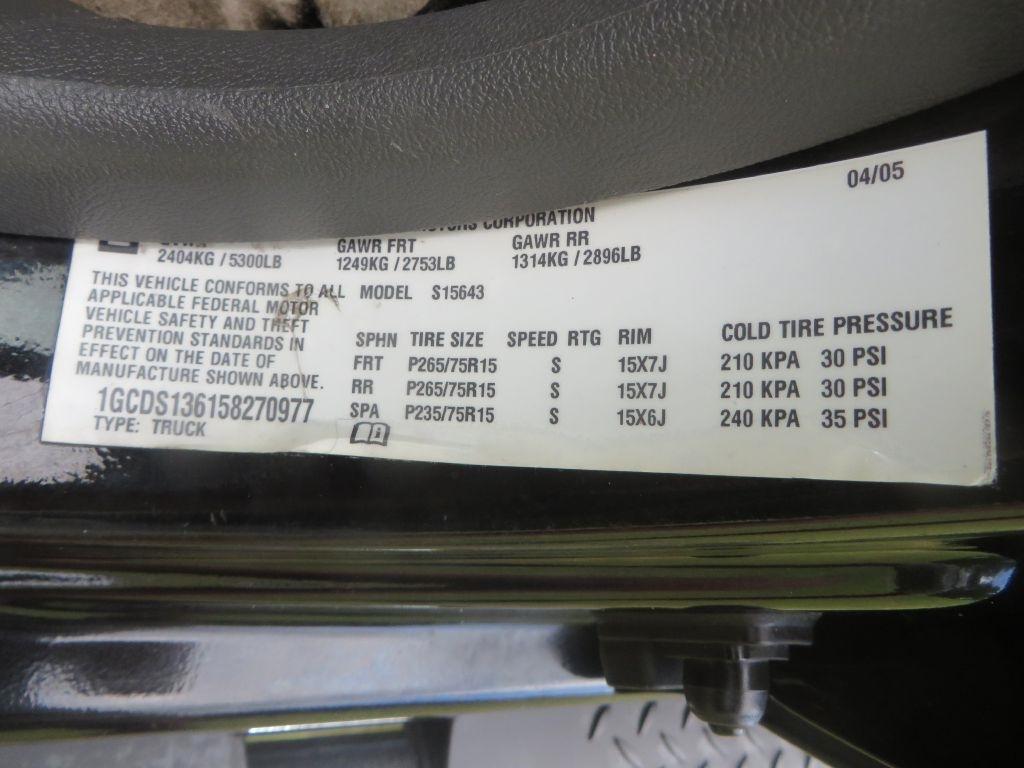 04/05
CORPORATION
GAWR FRT GAWR RR
2404KG / 5300LB 1249KG / 2753LB 1314KG / 2896LB
THIS VEHICLE CONFORMS TO ALL MODEL S15643
APPLICABLE FEDERAL MOTOR
VEHICLE SAFETY AND THEFT
PREVENTION STANDARDS IN
EFFECT ON THE DATE OF
MANUFACTURE SHOWN ABOVE.
1GCDS136158270977
TYPE: TRUCK
SPHN TIRE SIZE SPEED RTG RIM COLD TIRE PRESSURE
FRT P265/75R15 S 15X7J 210 KPA 30 PSI
RR P265/75R15 S 15X7J 210 KPA 30 PSI
SPA P235/75R15 S 15X6J 240 KPA 35 PSI